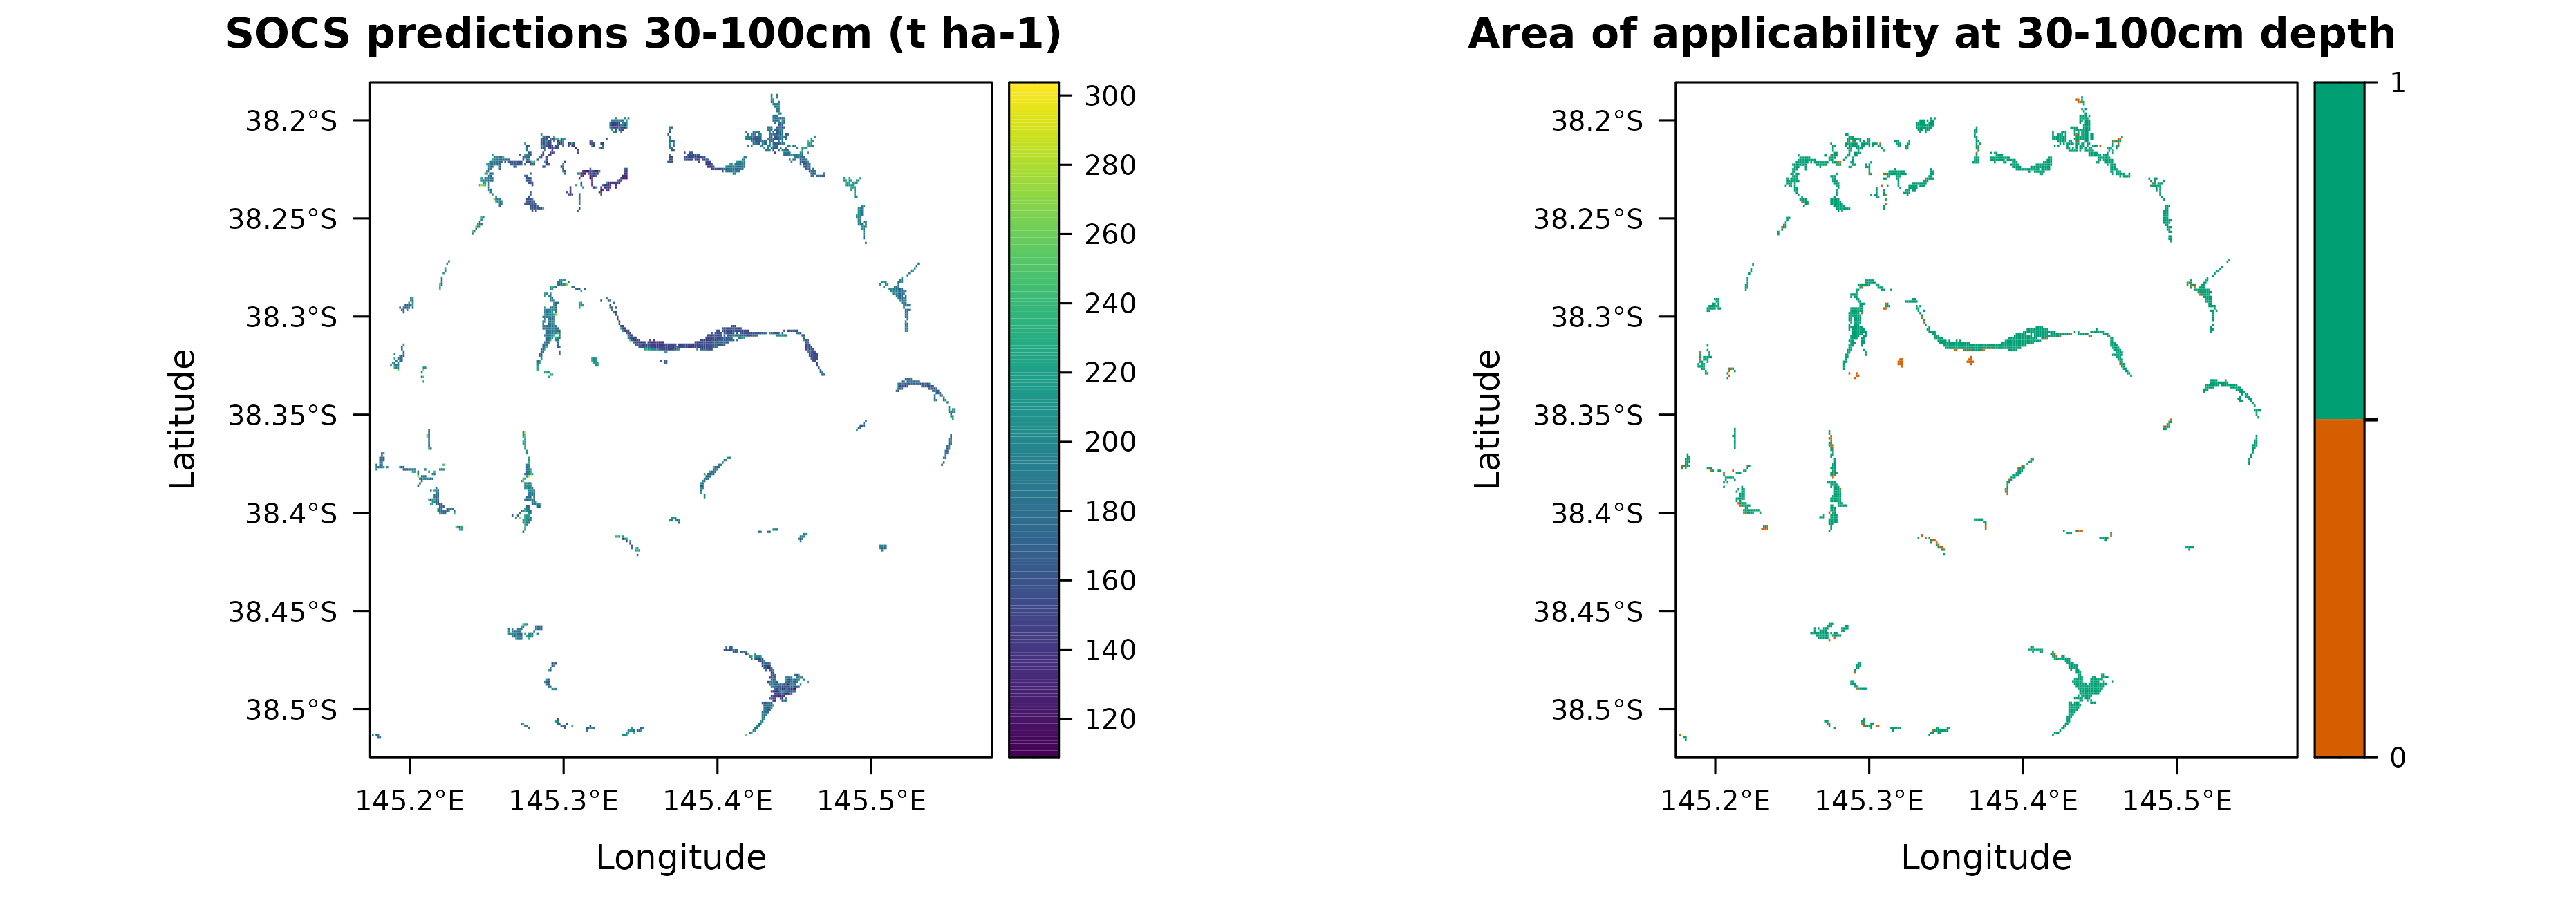 SOCS predictions 30-100cm (t ha-1)
38.2°S
38.25°S
38.3°S
38.35°S
38.4°S
38.45°S
38.5°S
Latitude
145.2°E 145.3°E 145.4°E 145.5°E
Longitude
300
280
260
240
220
200
180
160
140
120
Area of applicability at 30-100cm depth
38.2°S
38.25°S
38.3°S
38.35°S
38.4°S
38.45°S
38.5°S
Latitude
145.2°E 145.3°E 145.4°E 145.5°E
Longitude
1
0